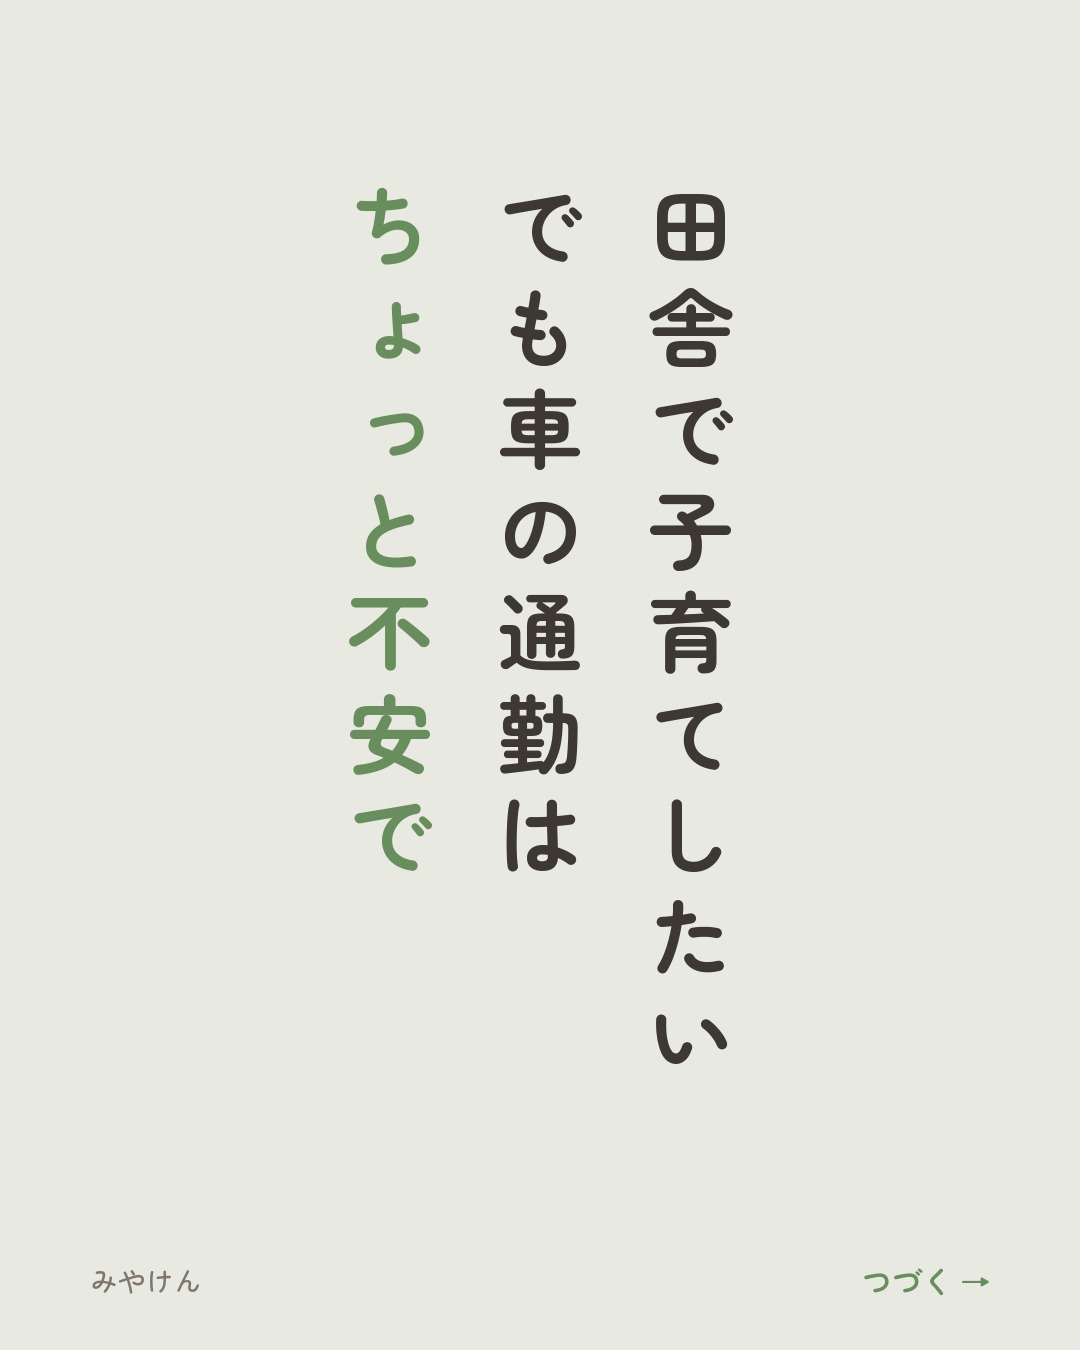 田舎で子育てしたい
でも車の通勤は
ちょっと不安で
みやけん
つづく →